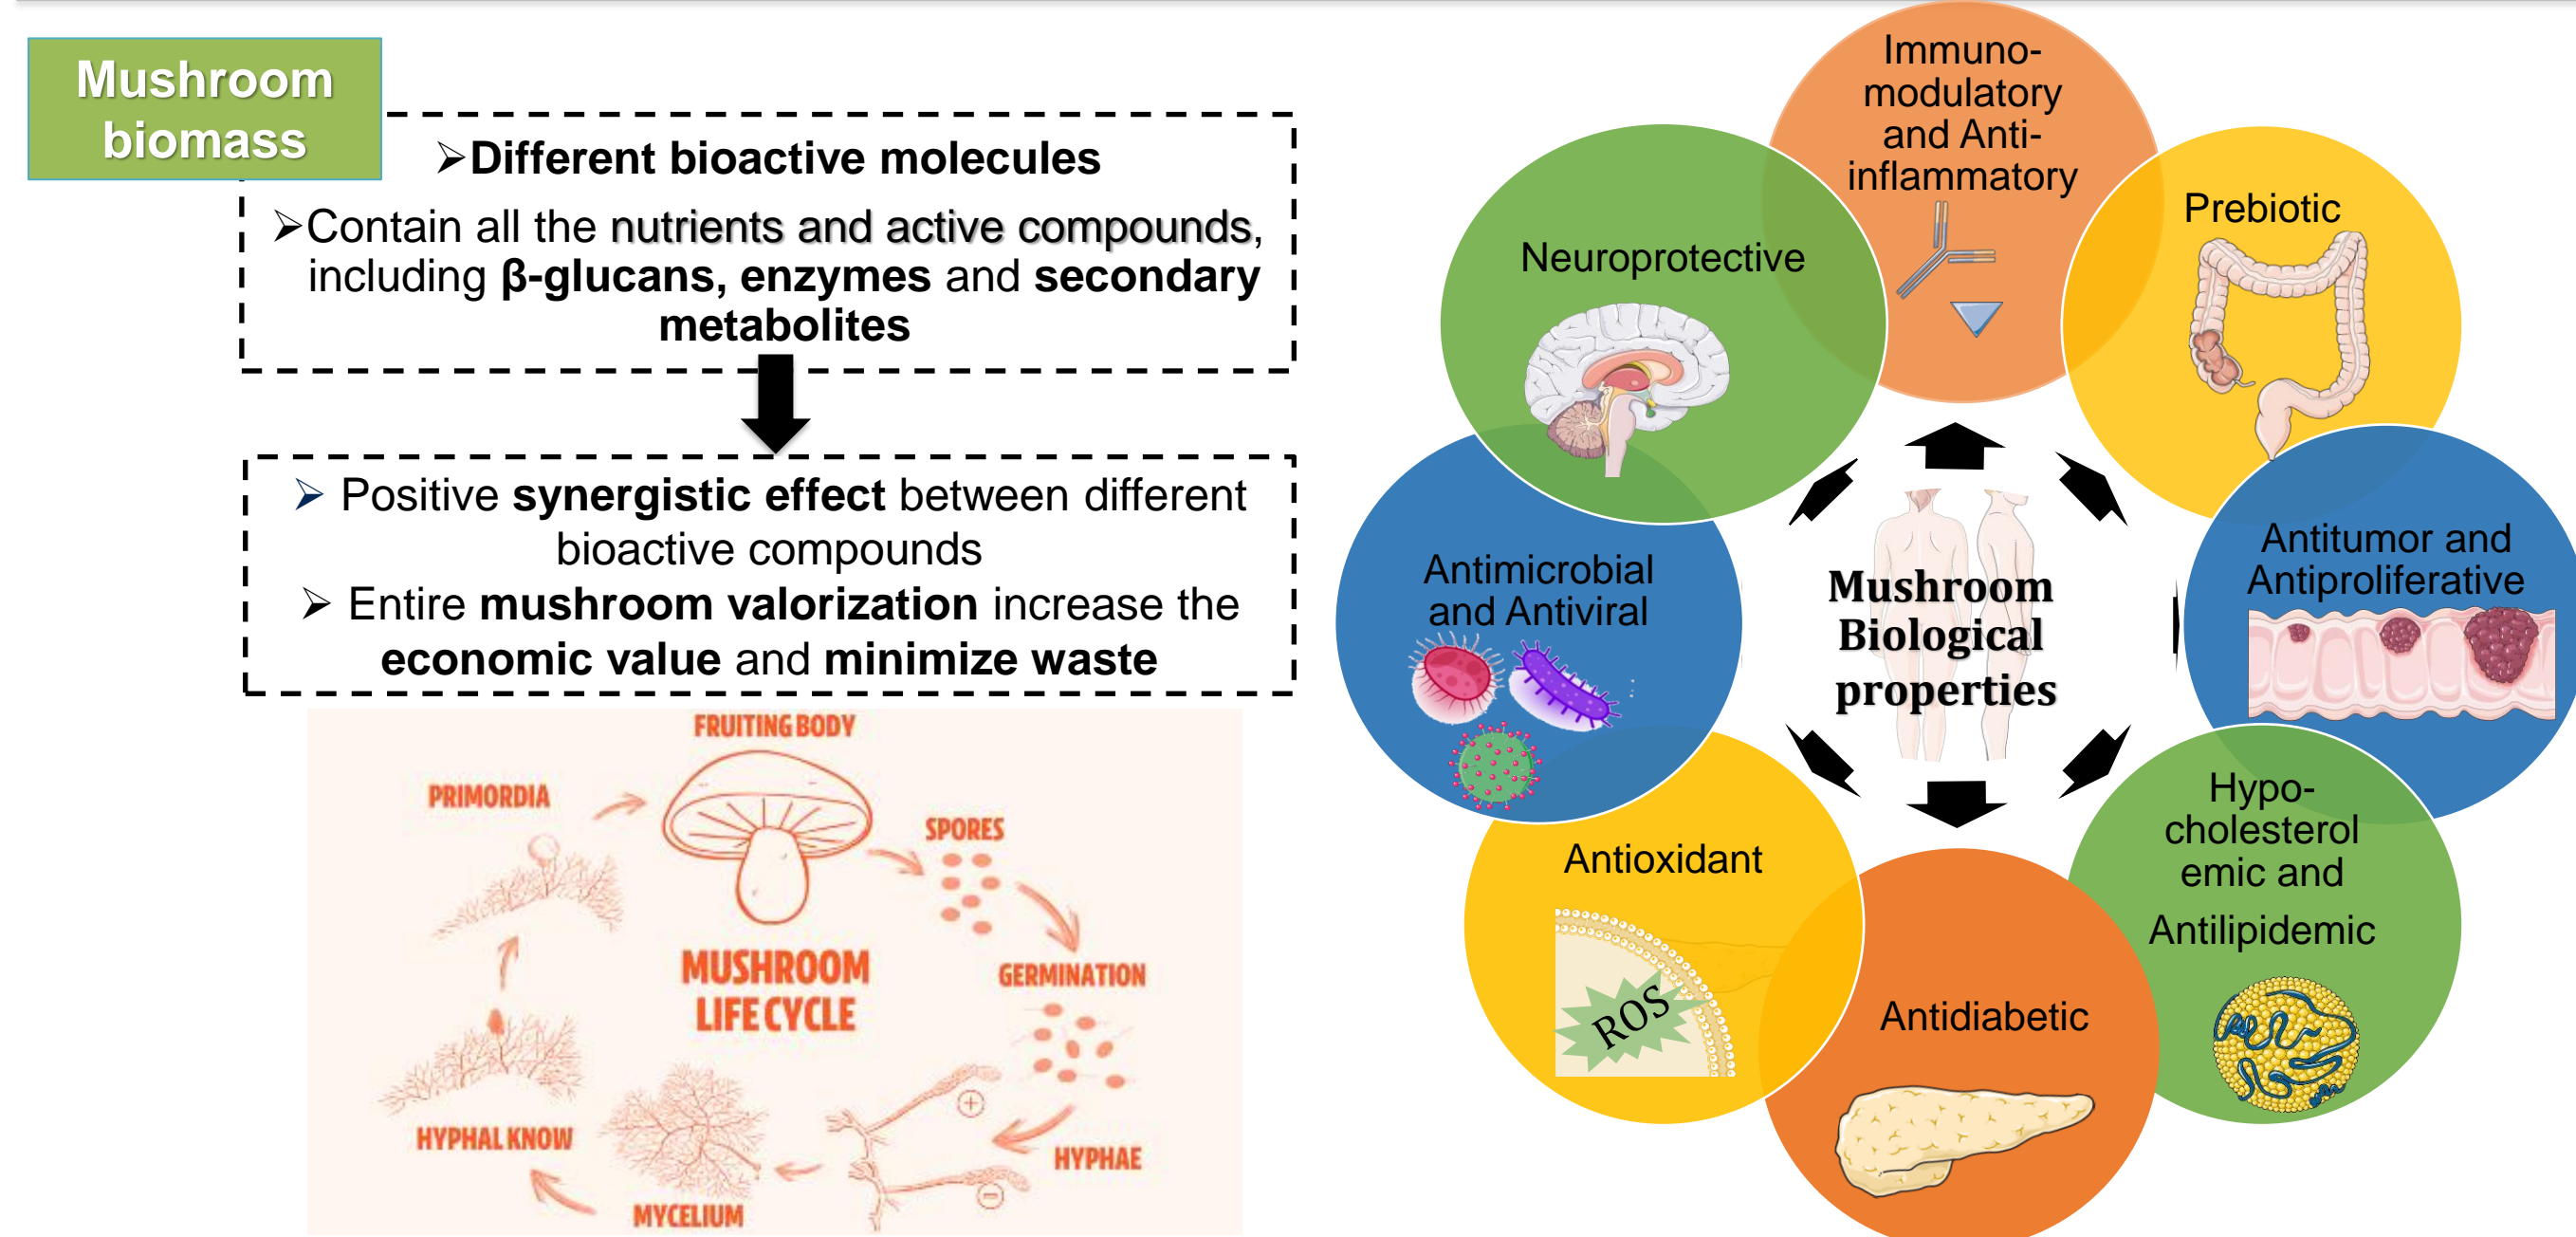 Mushroom
biomass
➢Different bioactive molecules
➢Contain all the nutrients and active compounds,
including β-glucans, enzymes and secondary
metabolites
➢ Positive synergistic effect between different
bioactive compounds
➢ Entire mushroom valorization increase the
economic value and minimize waste
FRUITING BODY
PRIMORDIA
SPORES
MUSHROOM
LIFE CYCLE
GERMINATION
HYPHAL KNOW
HYPHAE
MYCELIUM
Immuno-
modulatory
and Anti-
inflammatory
Prebiotic
Neuroprotective
Antitumor and
Antiproliferative
Antimicrobial
and Antiviral
Mushroom
Biological
properties
Hypo-
cholesterol
emic and
Antilipidemic
Antioxidant
ROS
Antidiabetic